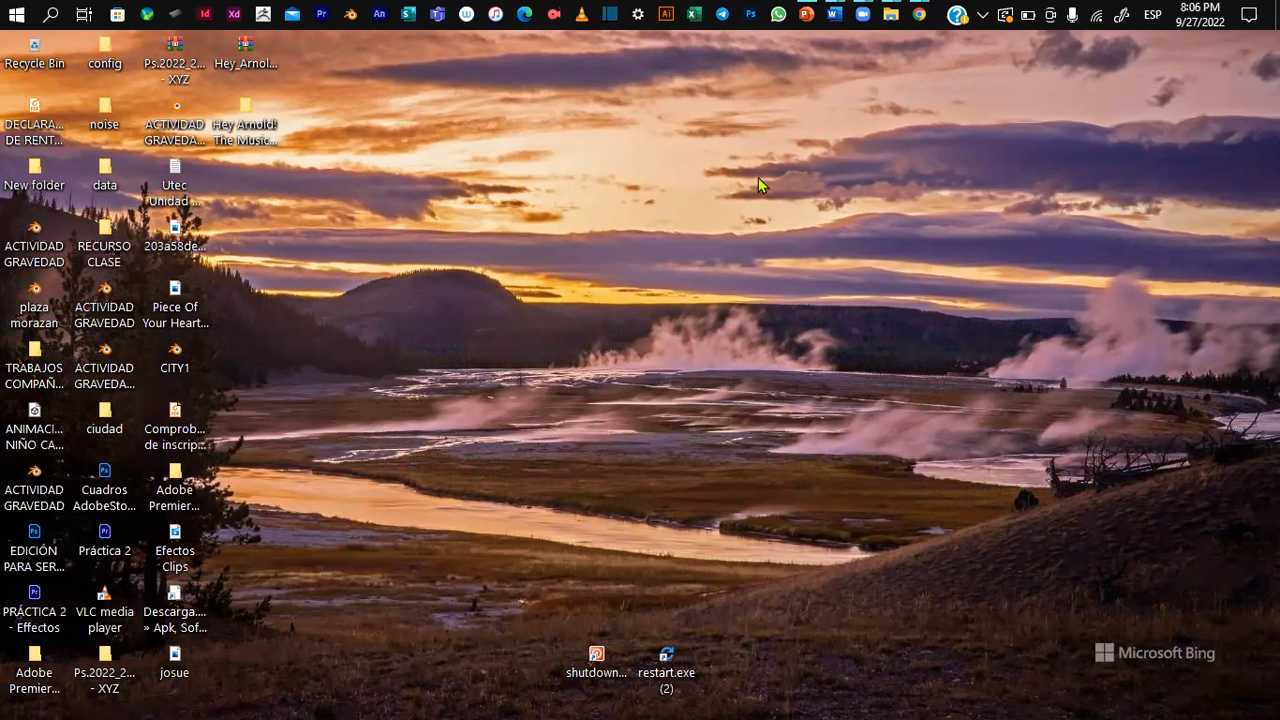 8:06 PM
ESP
9/27/2022
Recycle Bin
config
Ps.2022_2...
- XYZ
Hey_Arnol...
DECLARA...
DE RENT...
noise
ACTIVIDAD
GRAVEDA...
Hey Arnold!
The Music...
New folder
data
Utec
Unidad ...
ACTIVIDAD
GRAVEDAD
RECURSO
CLASE
203a58de...
plaza
morazan
ACTIVIDAD
GRAVEDAD
Piece Of
Your Heart...
TRABAJOS
COMPAÑ...
ACTIVIDAD
GRAVEDA...
CITY1
ANIMACI...
NIÑO CA...
ciudad
Comprob...
de inscrip...
ACTIVIDAD
GRAVEDAD
Cuadros
AdobeSto...
Adobe
Premier...
EDICIÓN
PARA SER...
Práctica 2
Efectos
Clips
PRÁCTICA 2
- Efectos
VLC media
player
Descarga....
» Apk, Sof...
Adobe
Premier...
Ps.2022_2...
- XYZ
josue
shutdown...
restart.exe
(2)
Microsoft Bing